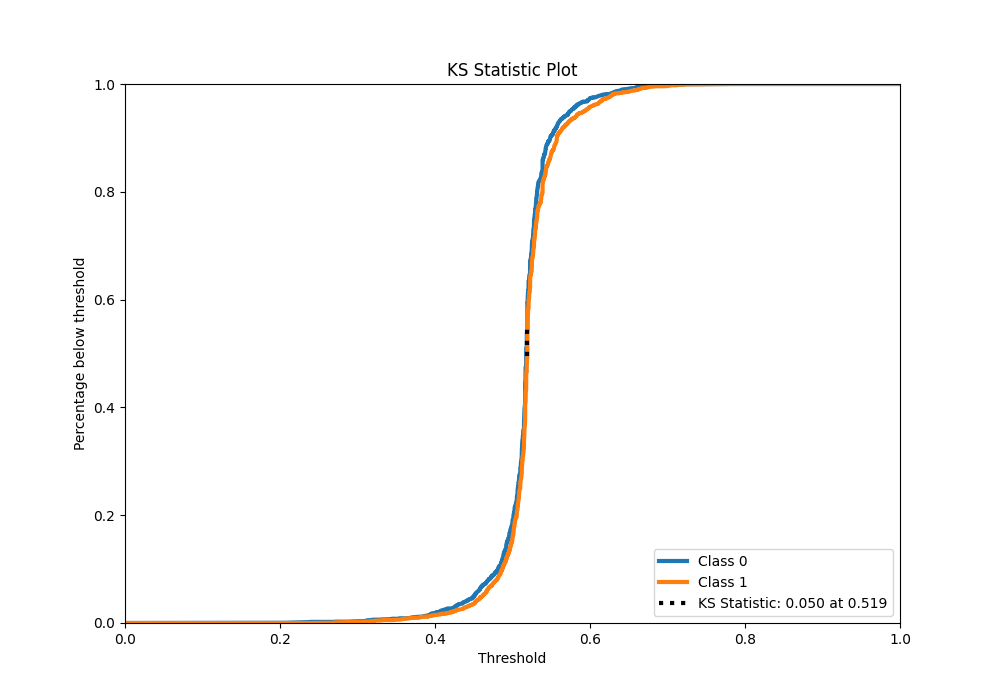 KS Statistic Plot
1.0
0.8
0.6
0.4
0.2
0.0
Percentage below threshold
0.0 0.2 0.4 0.6 0.8 1.0
Threshold
Class 0
Class 1
KS Statistic: 0.050 at 0.519